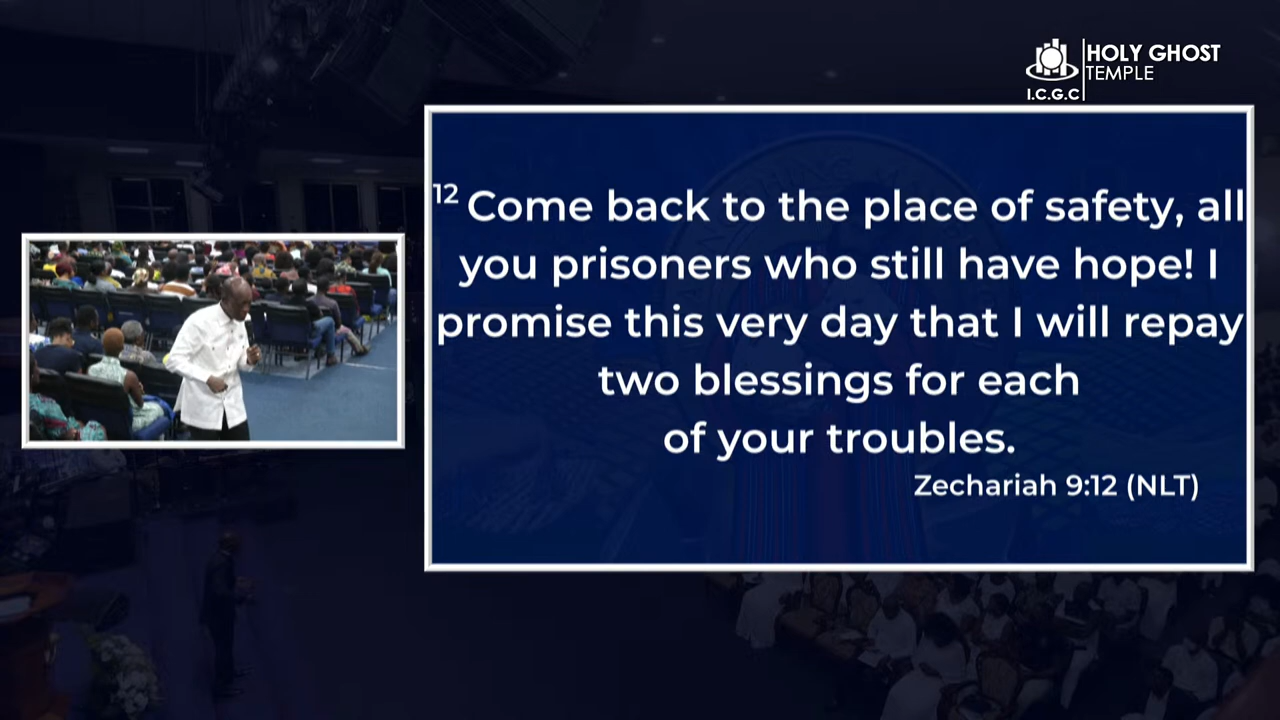 HOLY GHOST
TEMPLE
I.C.G.C
12 Come back to the place of safety, all
you prisoners who still have hope! I
promise this very day that I will repay
two blessings for each
of your troubles.
Zechariah 9:12 (NLT)